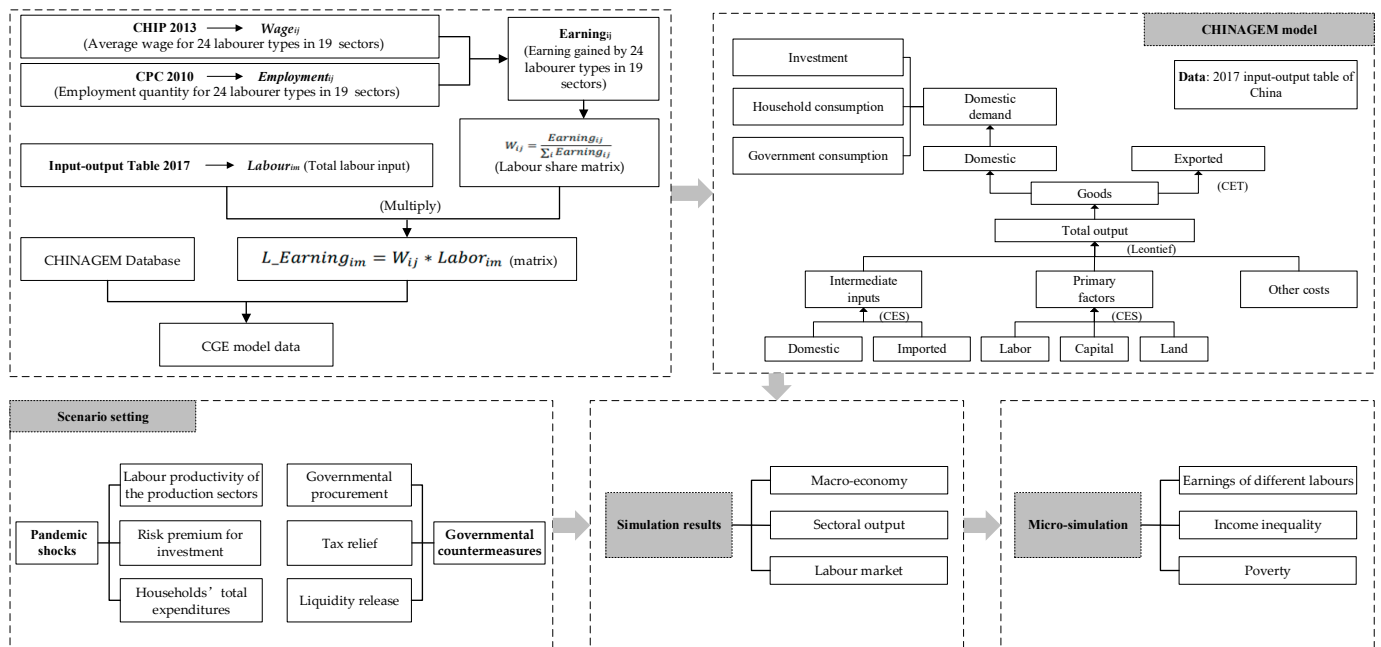 CHIP 2013 → Wageij
(Average wage for 24 labourer types in 19 sectors)
CPC 2010 → Employmentij
(Employment quantity for 24 labourer types in 19 sectors)
Earningij
(Earning gained by 24
labourer types in 19
sectors)
Wij = Earningij / ∑i Earningij
(Labour share matrix)
Input-output Table 2017 → Labourim (Total labour input)
(Multiply)
CHINAGEM Database
L_Earningim = Wij * Laborim (matrix)
CGE model data
CHINAGEM model
Data: 2017 input-output table of
China
Investment
Household consumption
Government consumption
Domestic
demand
Domestic
Exported
(CET)
Goods
Total output
(Leontief)
Intermediate
inputs
Primary
factors
Other costs
(CES)
(CES)
Domestic
Imported
Labor
Capital
Land
Scenario setting
Pandemic
shocks
Labour productivity of
the production sectors
Risk premium for
investment
Households' total
expenditures
Governmental
procurement
Tax relief
Liquidity release
Governmental
countermeasures
Simulation results
Macro-economy
Sectoral output
Labour market
Micro-simulation
Earnings of different labours
Income inequality
Poverty